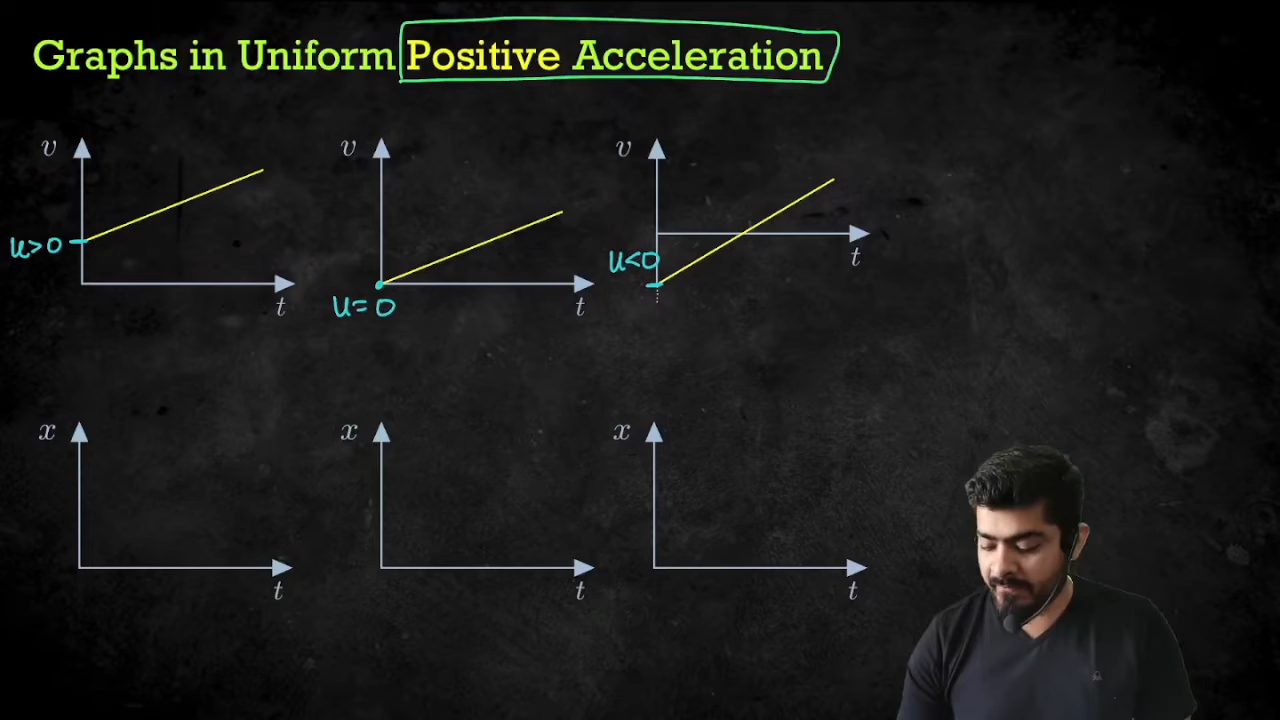 Graphs in Uniform Positive Acceleration
v
v
v
u>0
u<0
t
u=0
t
t
x
x
x
t
t
t